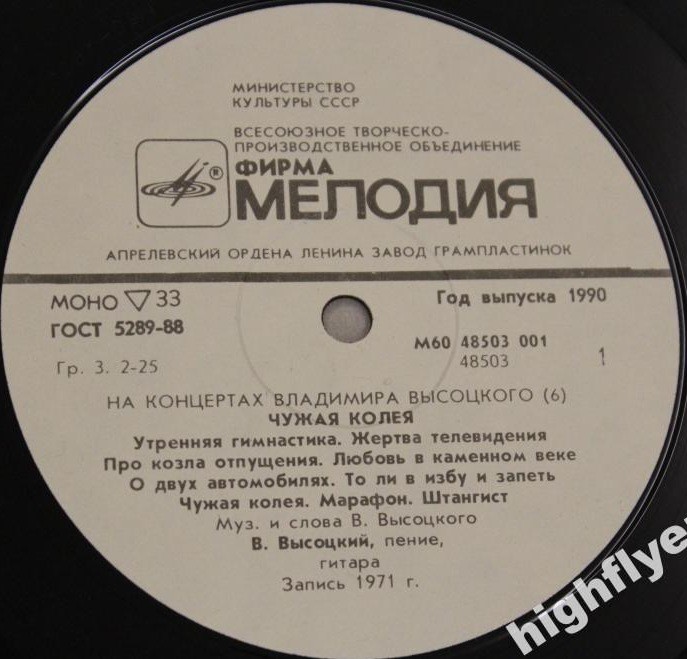 МИНИСТЕРСТВО
КУЛЬТУРЫ СССР
ВСЕСОЮЗНОЕ ТВОРЧЕСКО-
ПРОИЗВОДСТВЕННОЕ ОБЪЕДИНЕНИЕ
®
ФИРМА
МЕЛОДИЯ
АПРЕЛЕВСКИЙ ОРДЕНА ЛЕНИНА ЗАВОД ГРАМПЛАСТИНОК
МОНО ▽ 33
Год выпуска 1990
ГОСТ 5289-88
М60 48503 001
Гр. 3. 2-25
48503
1
НА КОНЦЕРТАХ ВЛАДИМИРА ВЫСОЦКОГО (6)
ЧУЖАЯ КОЛЕЯ
Утренняя гимнастика. Жертва телевидения
Про козла отпущения. Любовь в каменном веке
О двух автомобилях. То ли в избу и запеть
Чужая колея. Марафон. Штангист
Муз. и слова В. Высоцкого
В. Высоцкий, пение,
гитара
Запись 1971 г.
highflye